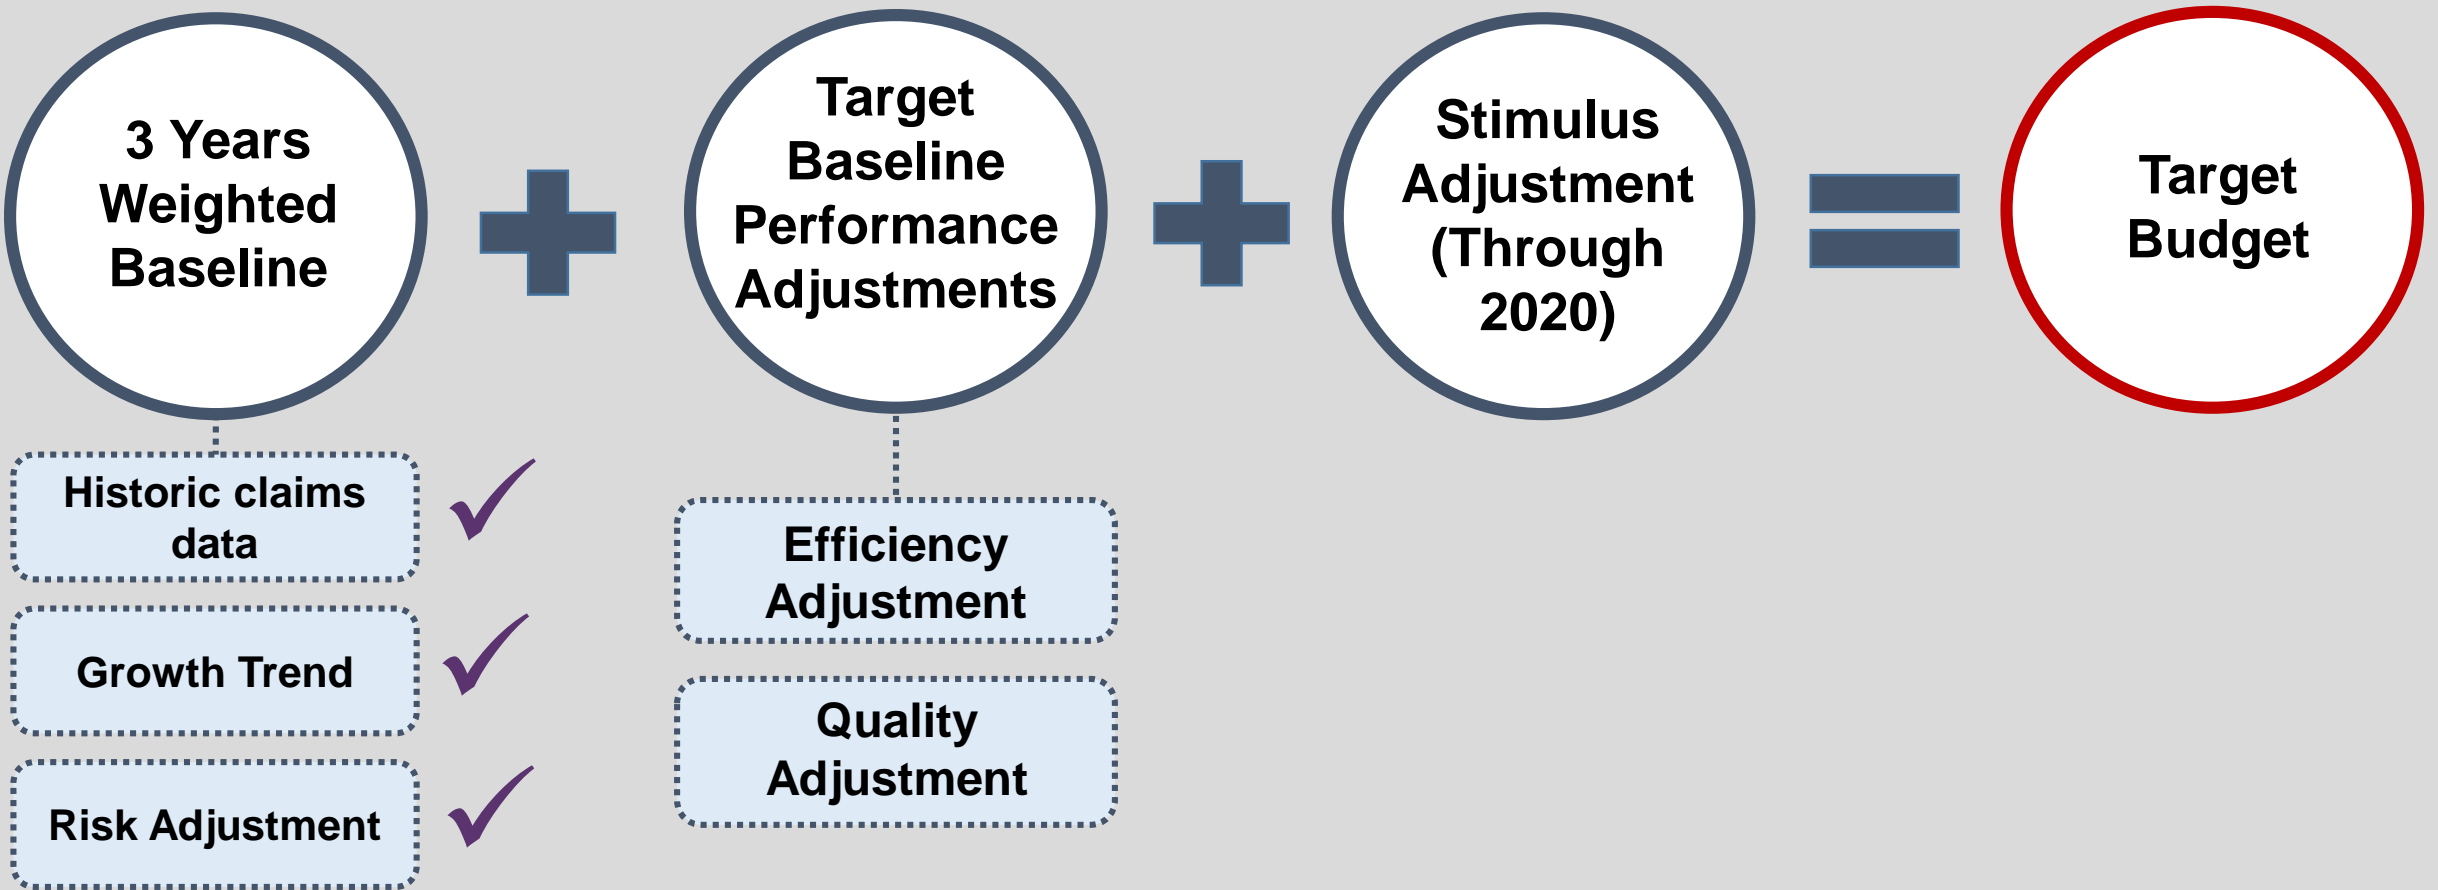 3 Years
Weighted
Baseline
Target
Baseline
Performance
Adjustments
Stimulus
Adjustment
(Through
2020)
Target
Budget
Historic claims
data
Growth Trend
Risk Adjustment
Efficiency
Adjustment
Quality
Adjustment